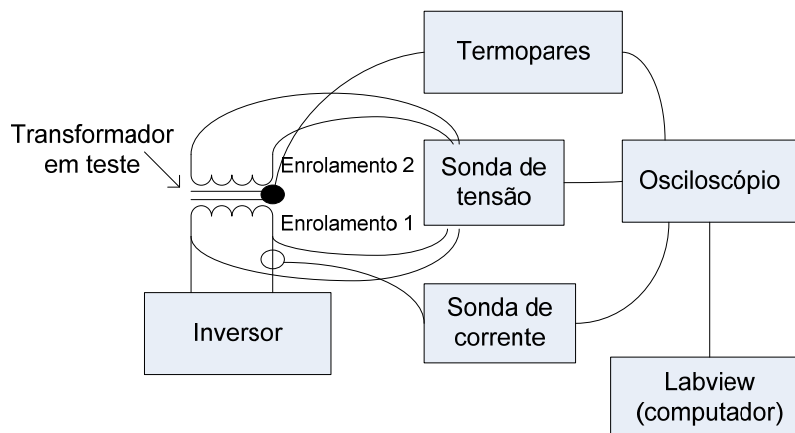 Termopares
Transformador
em teste
Enrolamento 2
Sonda de
tensão
Osciloscópio
Enrolamento 1
Inversor
Sonda de
corrente
Labview
(computador)